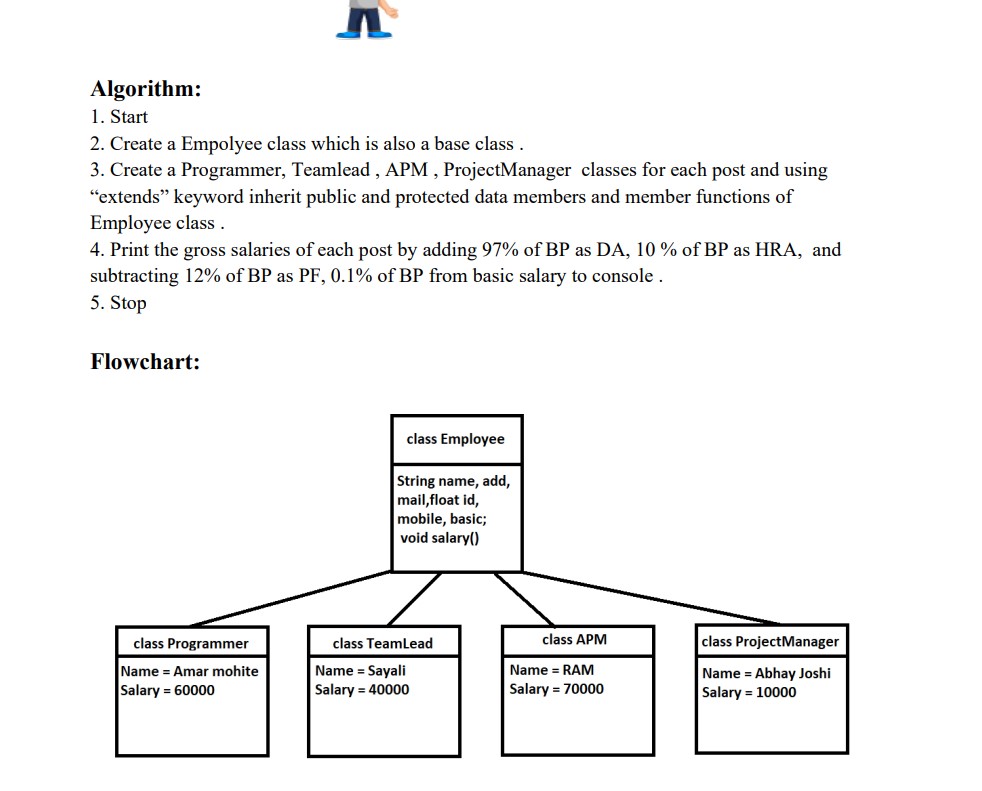 Algorithm:
1. Start
2. Create a Empolyee class which is also a base class .
3. Create a Programmer, Teamlead , APM , ProjectManager classes for each post and using
“extends” keyword inherit public and protected data members and member functions of
Employee class .
4. Print the gross salaries of each post by adding 97% of BP as DA, 10 % of BP as HRA, and
subtracting 12% of BP as PF, 0.1% of BP from basic salary to console .
5. Stop
Flowchart:
class Employee
String name, add,
mail,float id,
mobile, basic;
void salary()
class Programmer
Name = Amar mohite
Salary = 60000
class TeamLead
Name = Sayali
Salary = 40000
class APM
Name = RAM
Salary = 70000
class ProjectManager
Name = Abhay Joshi
Salary = 10000